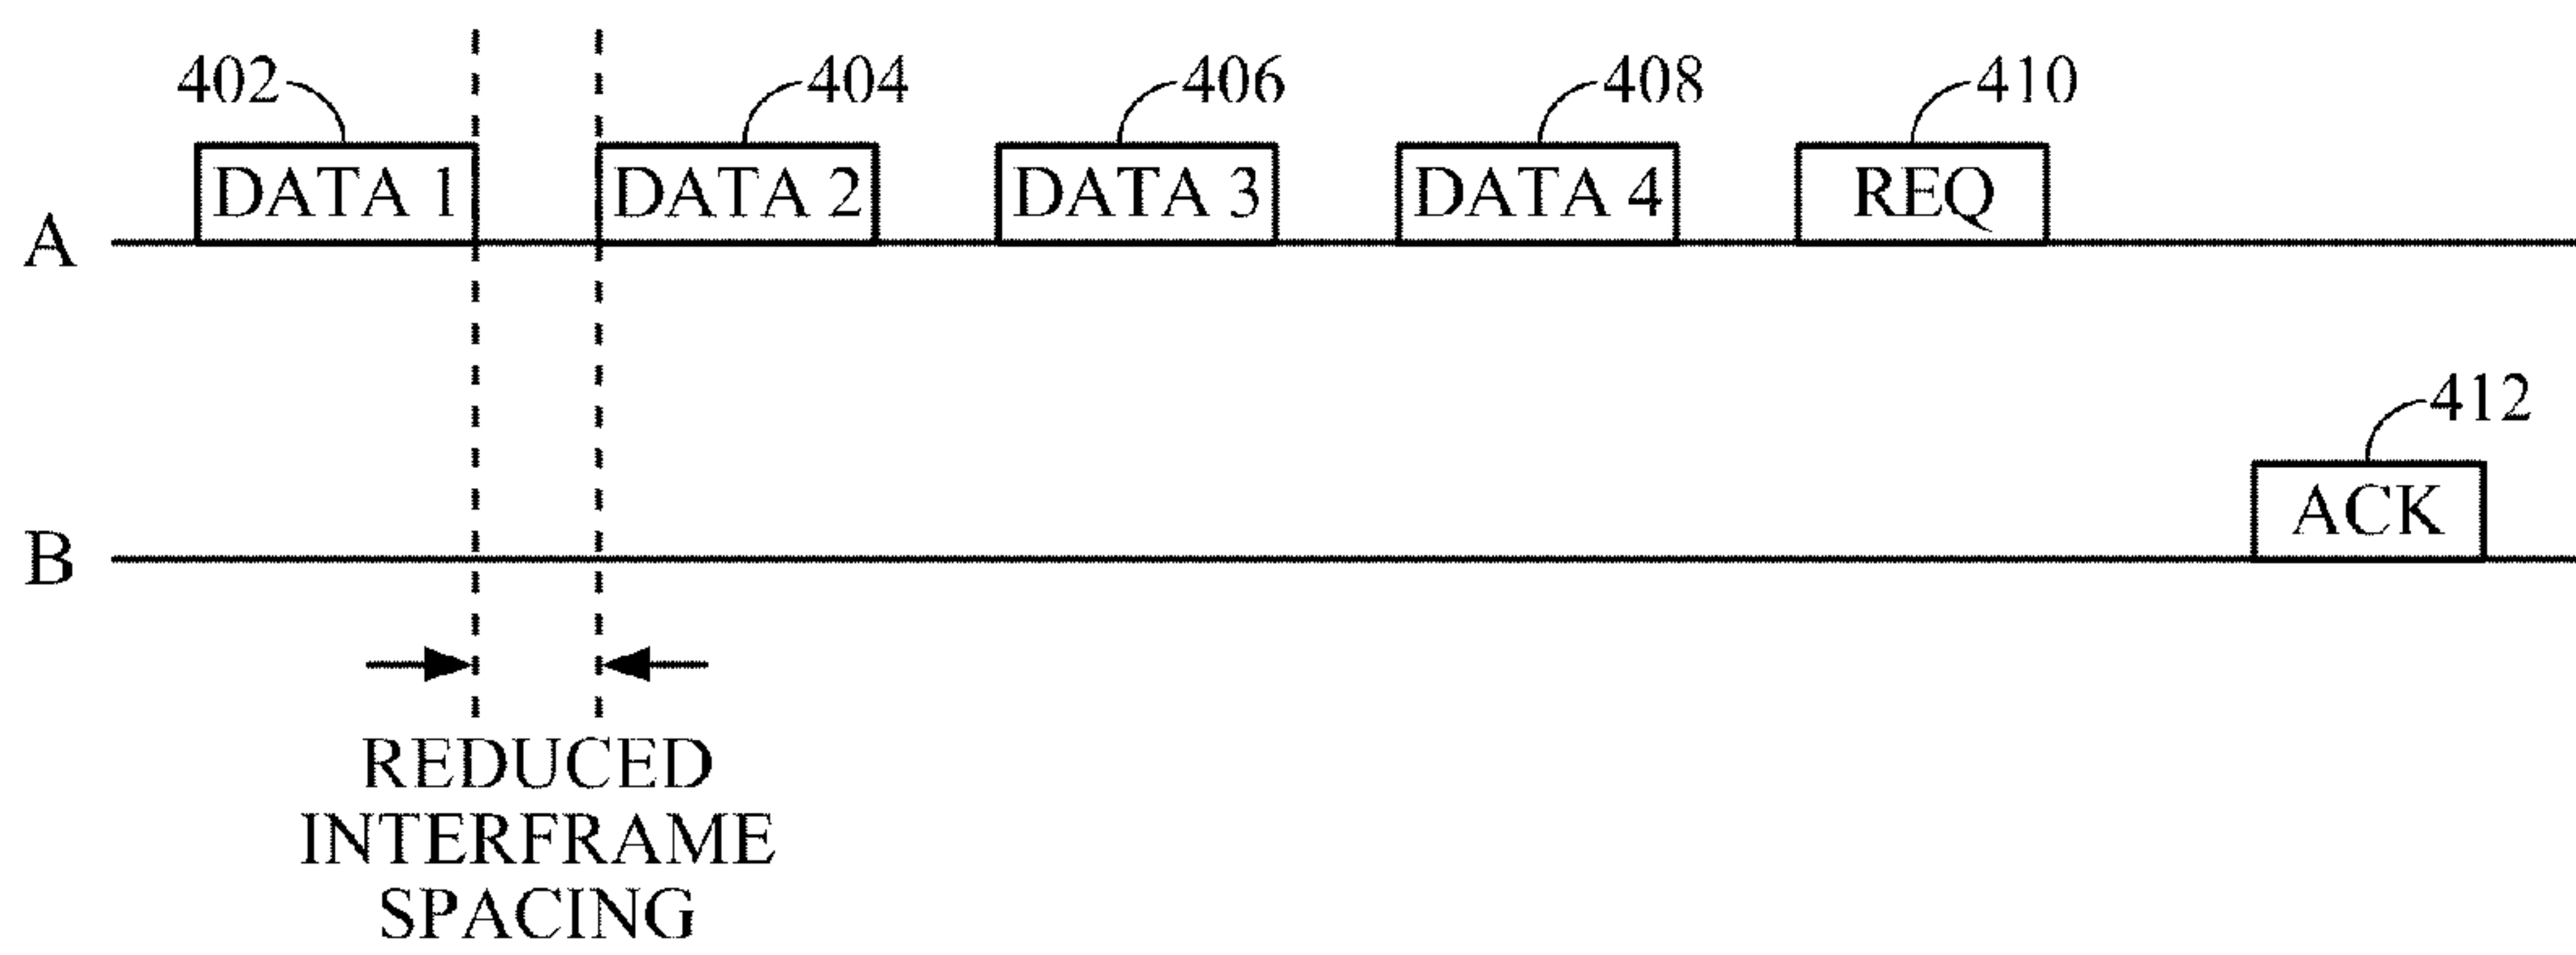 402 404 406 408 410
DATA 1 DATA 2 DATA 3 DATA 4 REQ
A
412
ACK
B
REDUCED
INTERFRAME
SPACING